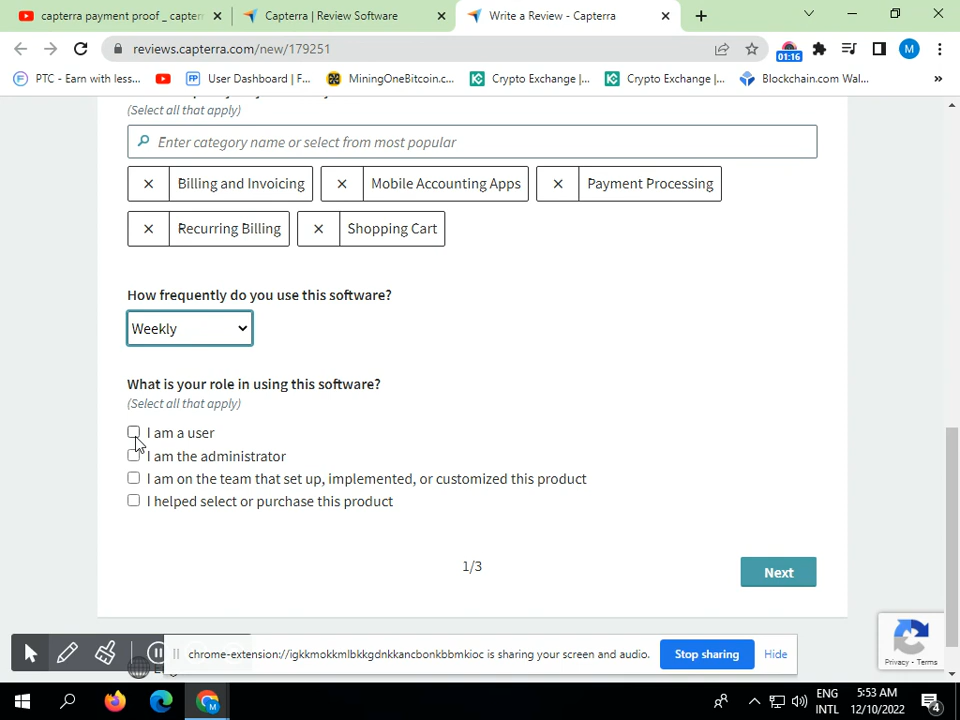 capterra payment proof _ capterr
Capterra | Review Software
Write a Review - Capterra
reviews.capterra.com/new/179251
01:16
M
PTC - Earn with less...
User Dashboard | F...
MiningOneBitcoin.c...
Crypto Exchange |...
Crypto Exchange |...
Blockchain.com Wal...
»
(Select all that apply)
Enter category name or select from most popular
Billing and Invoicing
Mobile Accounting Apps
Payment Processing
Recurring Billing
Shopping Cart
How frequently do you use this software?
Weekly
What is your role in using this software?
(Select all that apply)
I am a user
I am the administrator
I am on the team that set up, implemented, or customized this product
I helped select or purchase this product
1/3
Next
chrome-extension://igkkmokkmlbkkgdnkkancbonkbbmkioc is sharing your screen and audio.
Stop sharing
Hide
Privacy - Terms
ENG
INTL
5:53 AM
12/10/2022
4